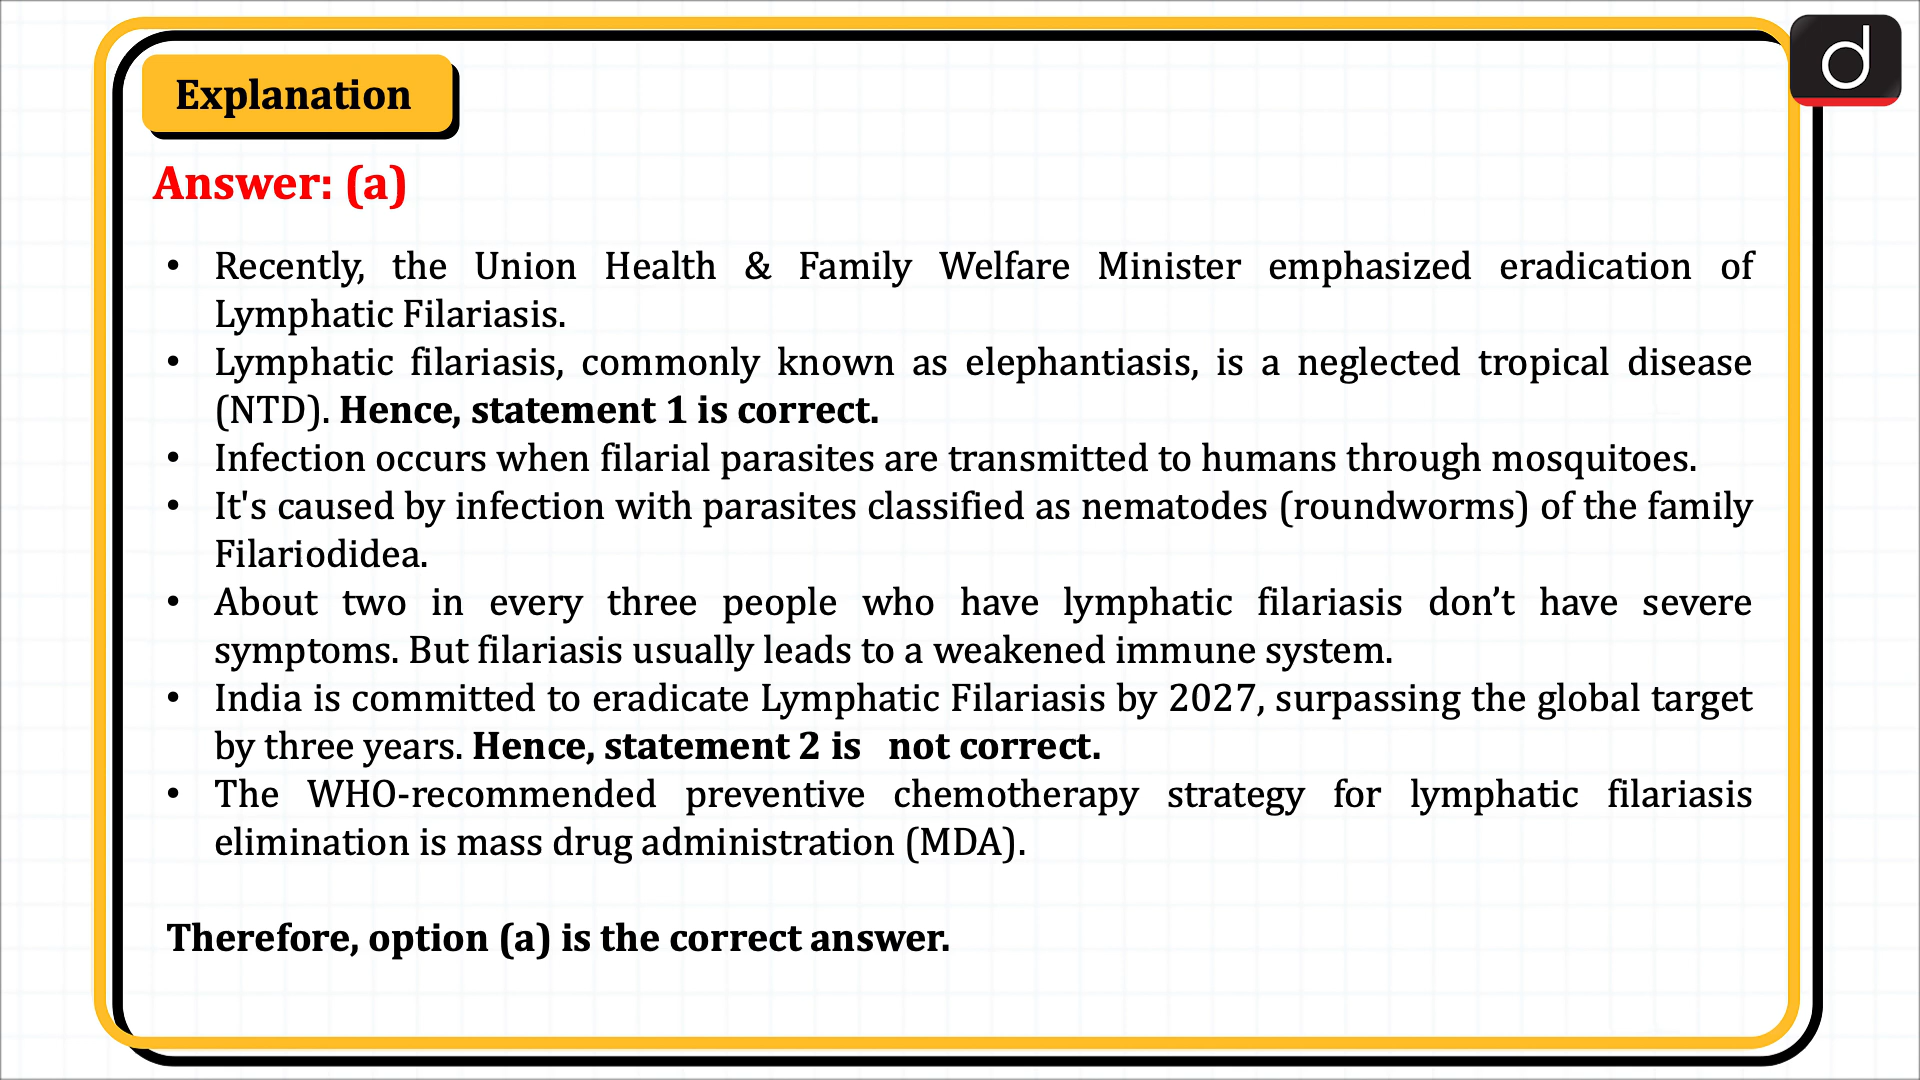 d
Explanation
Answer: (a)
• Recently, the Union Health & Family Welfare Minister emphasized eradication of
Lymphatic Filariasis.
• Lymphatic filariasis, commonly known as elephantiasis, is a neglected tropical disease
(NTD). Hence, statement 1 is correct.
• Infection occurs when filarial parasites are transmitted to humans through mosquitoes.
• It's caused by infection with parasites classified as nematodes (roundworms) of the family
Filariodidea.
• About two in every three people who have lymphatic filariasis don’t have severe
symptoms. But filariasis usually leads to a weakened immune system.
• India is committed to eradicate Lymphatic Filariasis by 2027, surpassing the global target
by three years. Hence, statement 2 is not correct.
• The WHO-recommended preventive chemotherapy strategy for lymphatic filariasis
elimination is mass drug administration (MDA).
Therefore, option (a) is the correct answer.